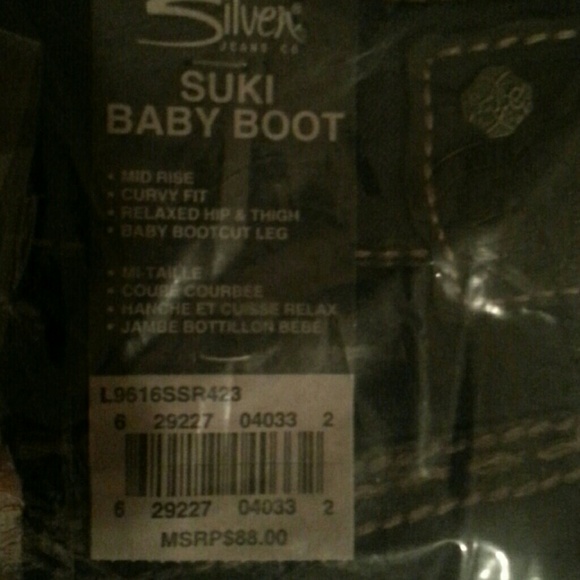 Silver
JEANS CO
SUKI
BABY BOOT
• MID RISE
• CURVY FIT
• RELAXED HIP & THIGH
• BABY BOOTCUT LEG
• MI-TAILLE
• COUPE COURBEE
• HANCHE ET CUISSE RELAX
• JAMBE BOTTILLON BEBE
L9616SSR423
6 29227 04033 2
6 29227 04033 2
MSRP$88.00